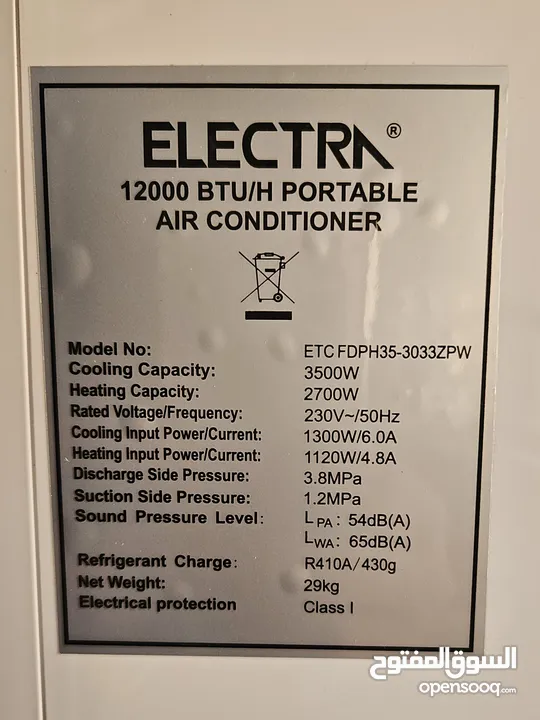 ELECTRA®
12000 BTU/H PORTABLE
AIR CONDITIONER
Model No: ETC FDPH35-3033ZPW
Cooling Capacity: 3500W
Heating Capacity: 2700W
Rated Voltage/Frequency: 230V~/50Hz
Cooling Input Power/Current: 1300W/6.0A
Heating Input Power/Current: 1120W/4.8A
Discharge Side Pressure: 3.8MPa
Suction Side Pressure: 1.2MPa
Sound Pressure Level: LPA: 54dB(A)
LWA: 65dB(A)
Refrigerant Charge: R410A/430g
Net Weight: 29kg
Electrical protection Class I
السوق المفتوح
opensooq.com